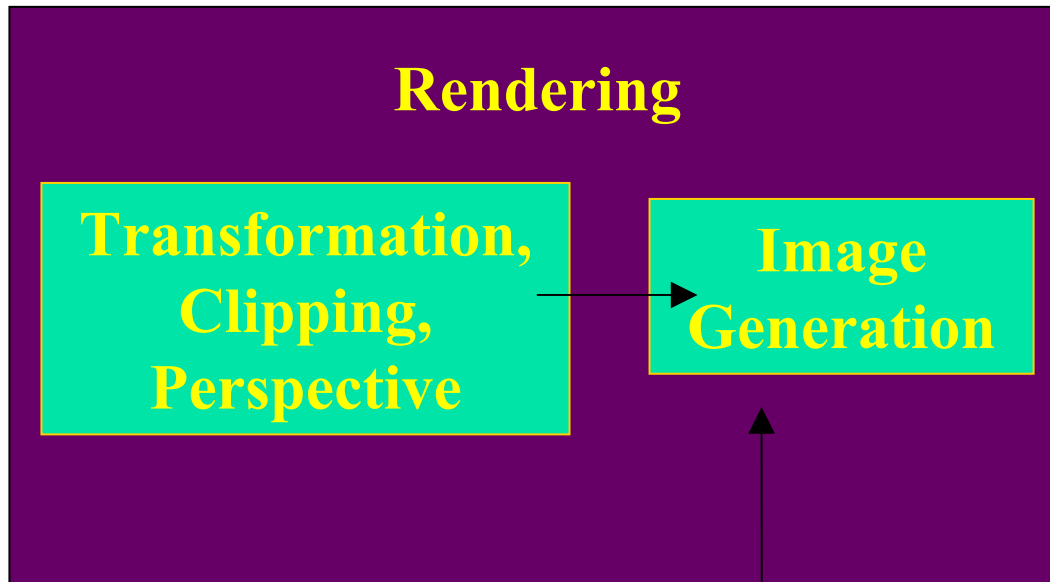 Rendering
Transformation,
Clipping,
Perspective
Image
Generation